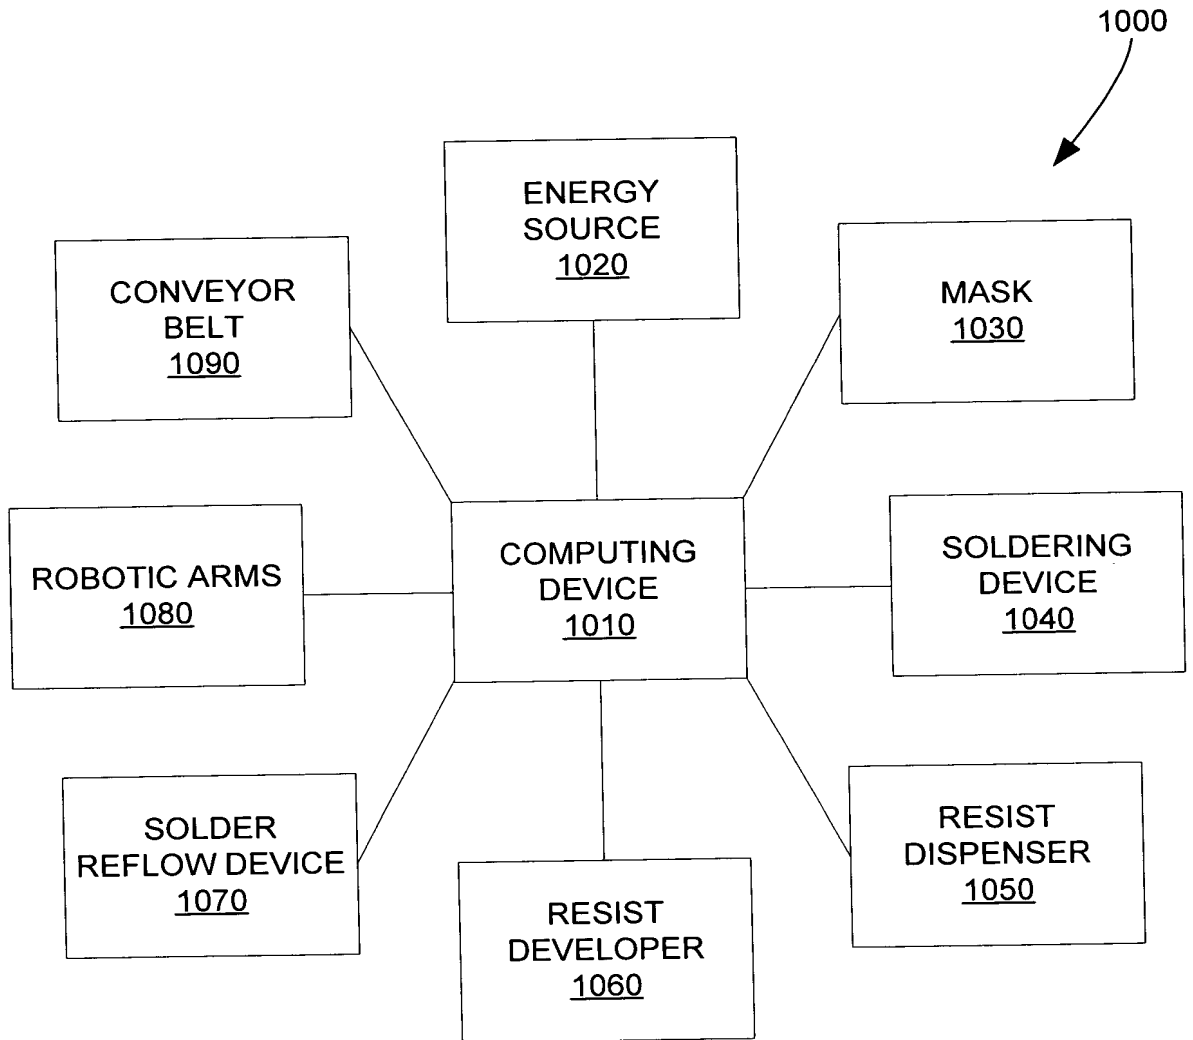 1000
ENERGY
SOURCE
1020
CONVEYOR
BELT
1090
MASK
1030
ROBOTIC ARMS
1080
COMPUTING
DEVICE
1010
SOLDERING
DEVICE
1040
SOLDER
REFLOW DEVICE
1070
RESIST
DEVELOPER
1060
RESIST
DISPENSER
1050